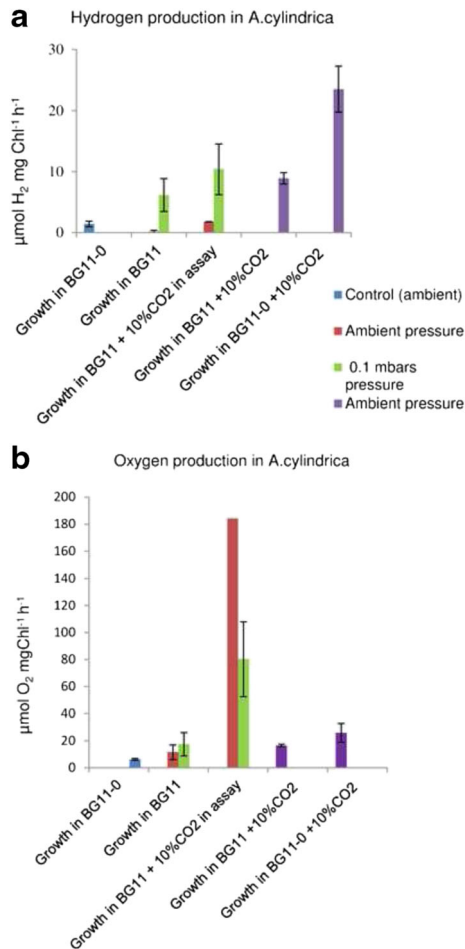 a
Hydrogen production in A.cylindrica
30
20
10
0
µmol H₂ mg Chl⁻¹ h⁻¹
Growth in BG11-0
Growth in BG11
Growth in BG11 + 10%CO2 in assay
Growth in BG11 +10%CO2
Growth in BG11-0 +10%CO2
Control (ambient)
Ambient pressure
0.1 mbars
pressure
Ambient pressure
b
Oxygen production in A.cylindrica
200
180
160
140
120
100
80
60
40
20
0
µmol O₂ mgChl⁻¹ h⁻¹
Growth in BG11-0
Growth in BG11
Growth in BG11 + 10%CO2 in assay
Growth in BG11 +10%CO2
Growth in BG11-0 +10%CO2